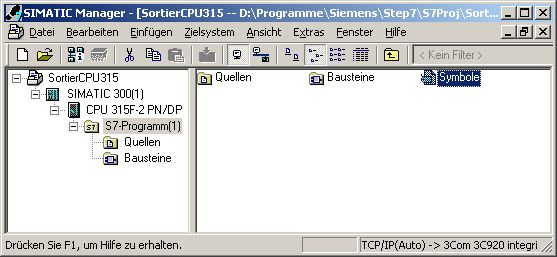 SIMATIC Manager - [SortierCPU315 -- D:\Programme\Siemens\Step7\S7Proj\Sort...
Datei Bearbeiten Einfügen Zielsystem Ansicht Extras Fenster Hilfe
< Kein Filter >
SortierCPU315
SIMATIC 300(1)
CPU 315F-2 PN/DP
S7-Programm(1)
Quellen
Bausteine
Quellen Bausteine Symbole
Drücken Sie F1, um Hilfe zu erhalten. TCP/IP(Auto) -> 3Com 3C920 integri